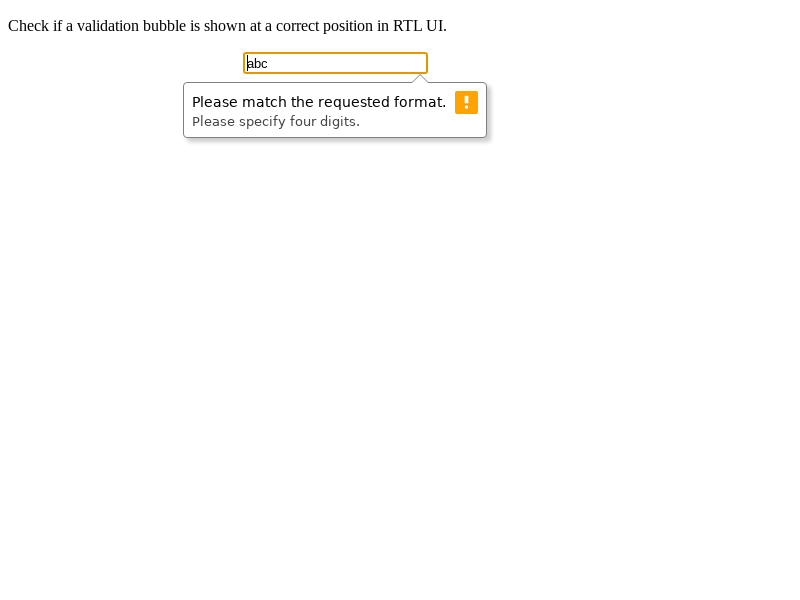 Check if a validation bubble is shown at a correct position in RTL UI.
abc
Please match the requested format.
Please specify four digits.